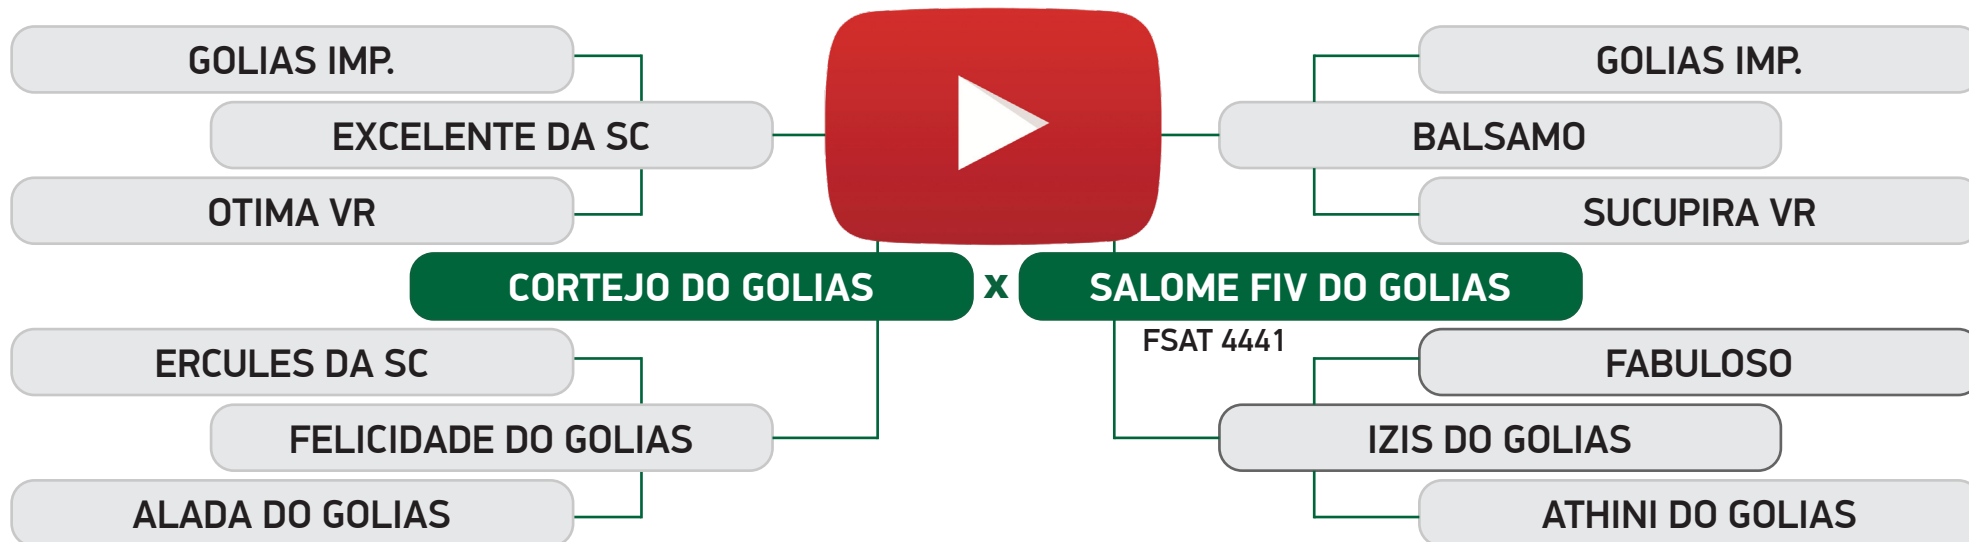 GOLIAS IMP.
EXCELENTE DA SC
OTIMA VR
GOLIAS IMP.
BALSAMO
SUCUPIRA VR
CORTEJO DO GOLIAS x SALOME FIV DO GOLIAS
FSAT 4441
ERCULES DA SC
FELICIDADE DO GOLIAS
ALADA DO GOLIAS
FABULOSO
IZIS DO GOLIAS
ATHINI DO GOLIAS